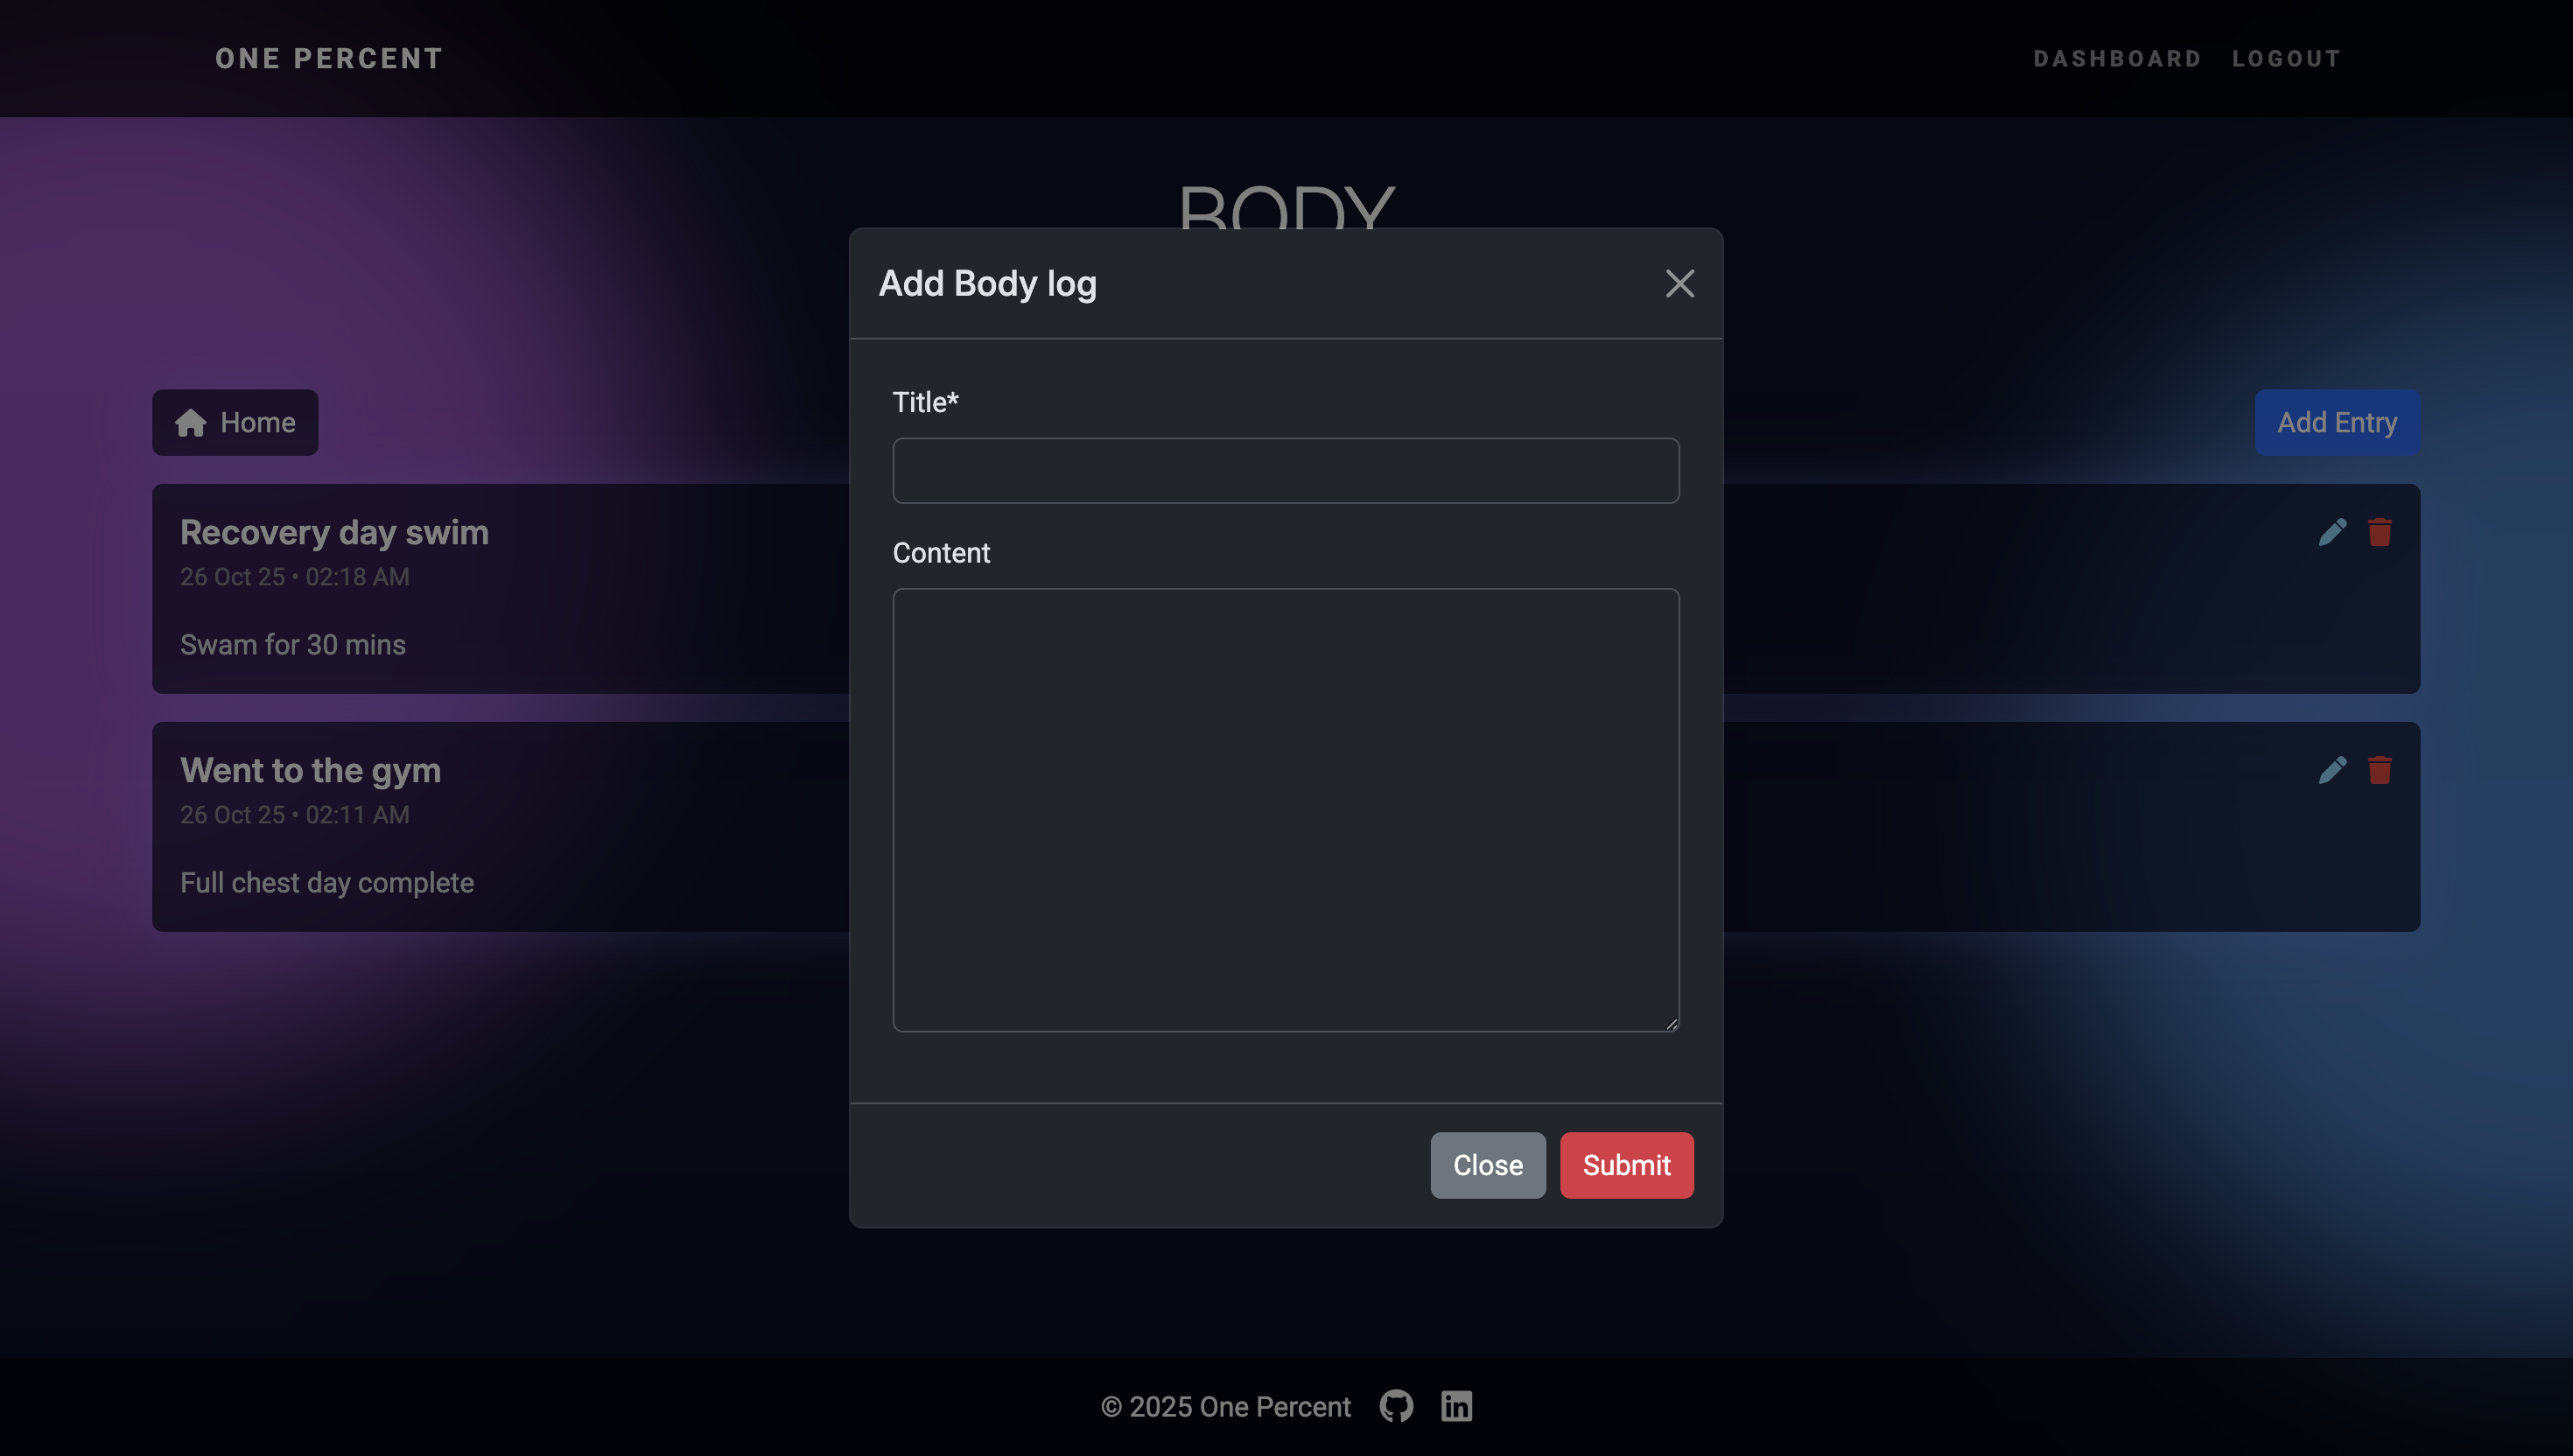 ONE PERCENT
DASHBOARD LOGOUT
BODY
Add Body log
Title*
Content
Close Submit
Home
Add Entry
Recovery day swim
26 Oct 25 • 02:18 AM
Swam for 30 mins
Went to the gym
26 Oct 25 • 02:11 AM
Full chest day complete
© 2025 One Percent
in